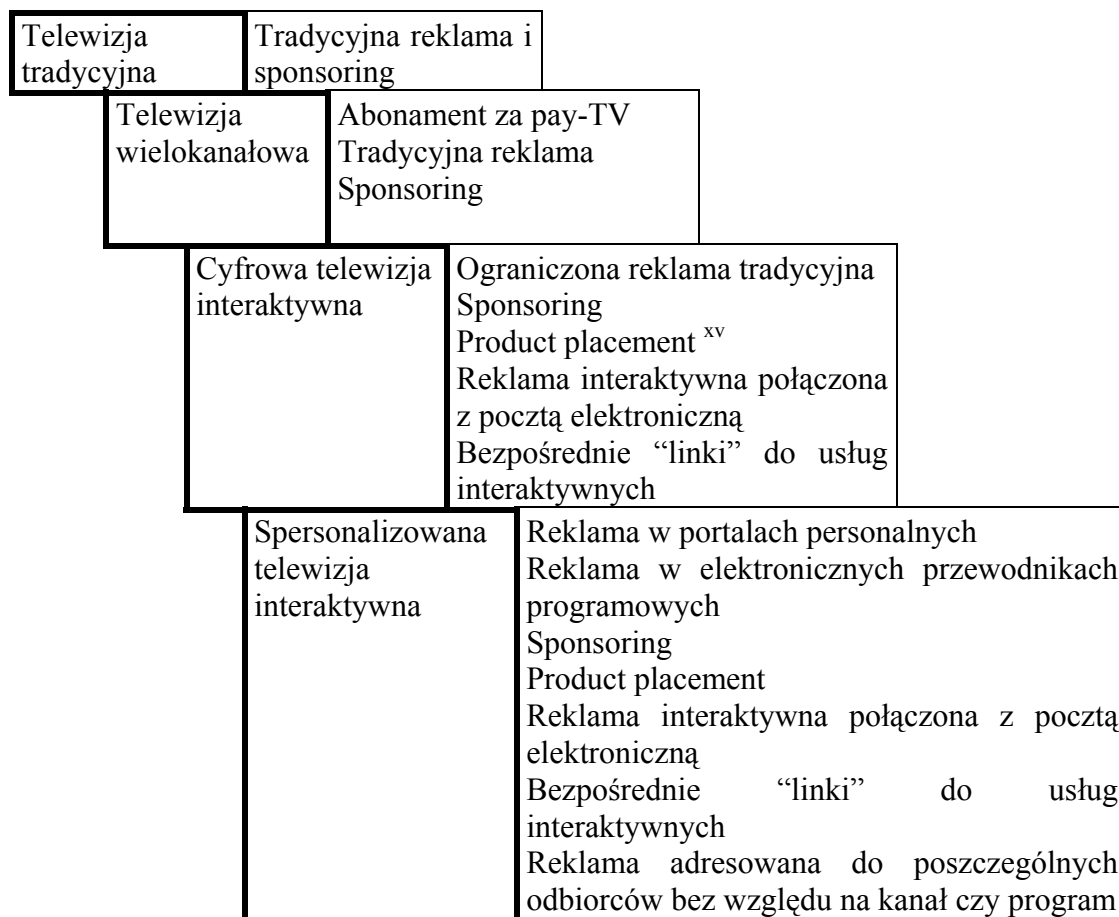 Telewizja
tradycyjna
Tradycyjna reklama i
sponsoring
Telewizja
wielokanałowa
Abonament za pay-TV
Tradycyjna reklama
Sponsoring
Cyfrowa telewizja
interaktywna
Ograniczona reklama tradycyjna
Sponsoring
Product placement xv
Reklama interaktywna połączona
z pocztą elektroniczną
Bezpośrednie “linki” do usług
interaktywnych
Spersonalizowana
telewizja
interaktywna
Reklama w portalach personalnych
Reklama w elektronicznych przewodnikach
programowych
Sponsoring
Product placement
Reklama interaktywna połączona z pocztą
elektroniczną
Bezpośrednie “linki” do usług
interaktywnych
Reklama adresowana do poszczególnych
odbiorców bez względu na kanał czy program